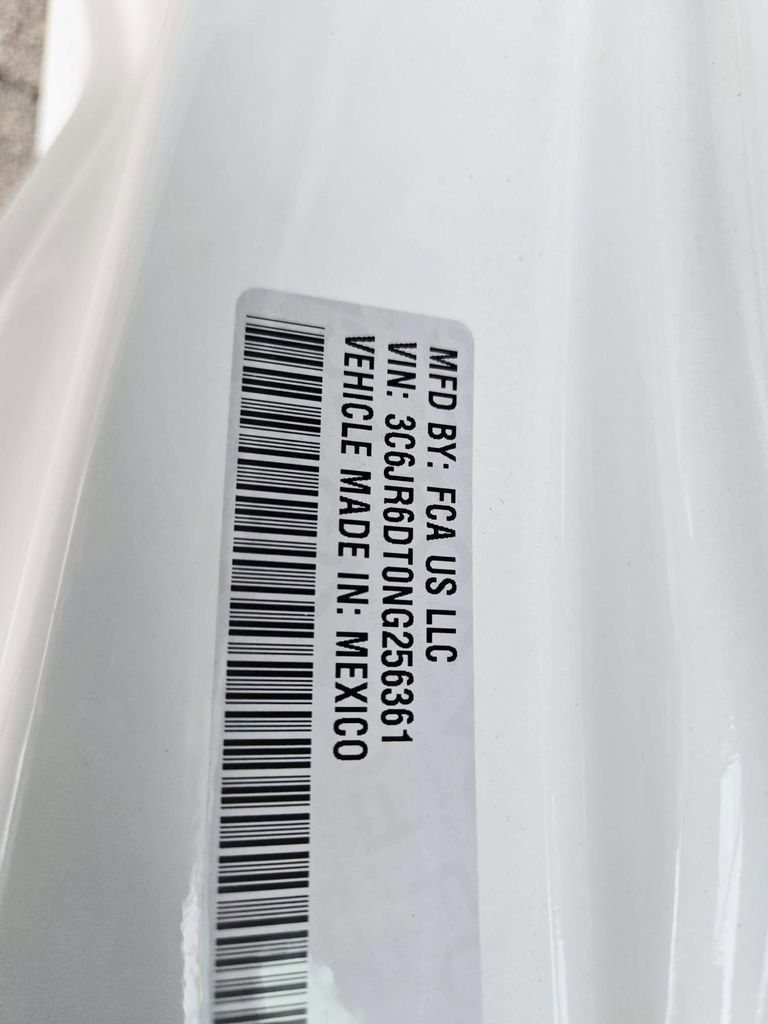 MFD BY: FCA US LLC
VIN: 3C6JR6DT0NG256361
VEHICLE MADE IN: MEXICO